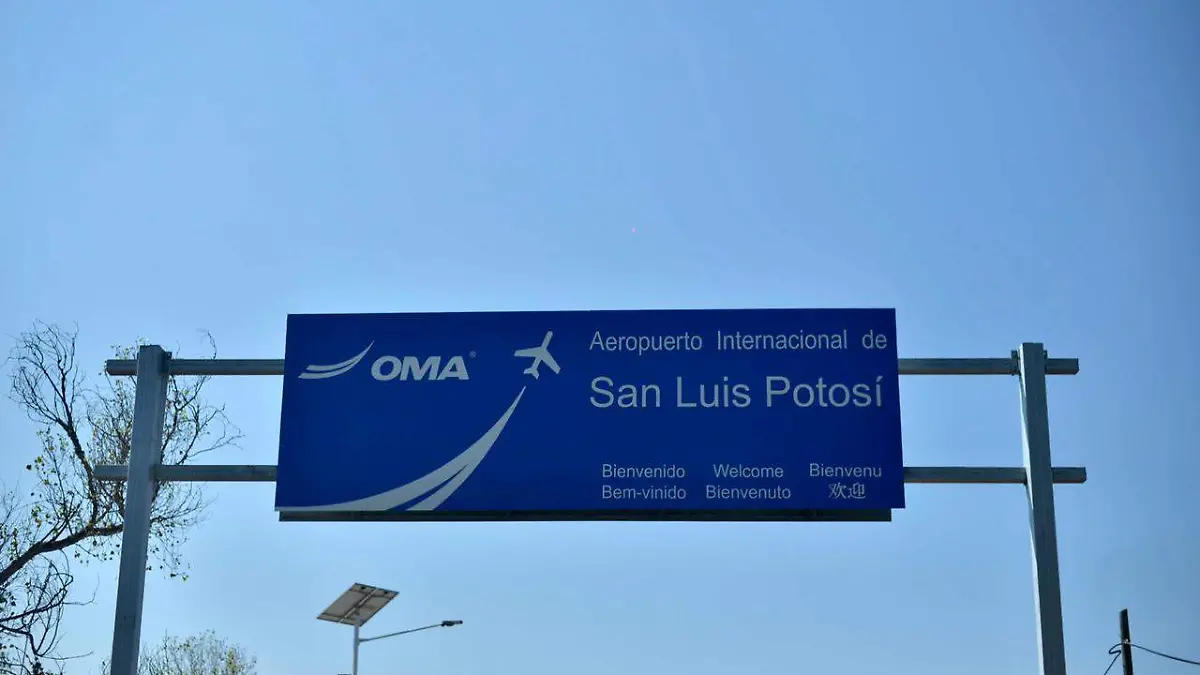 OMA®
Aeropuerto Internacional de
San Luis Potosí
Bienvenido Welcome Bienvenu
Bem-vinido Bienvenuto 欢迎